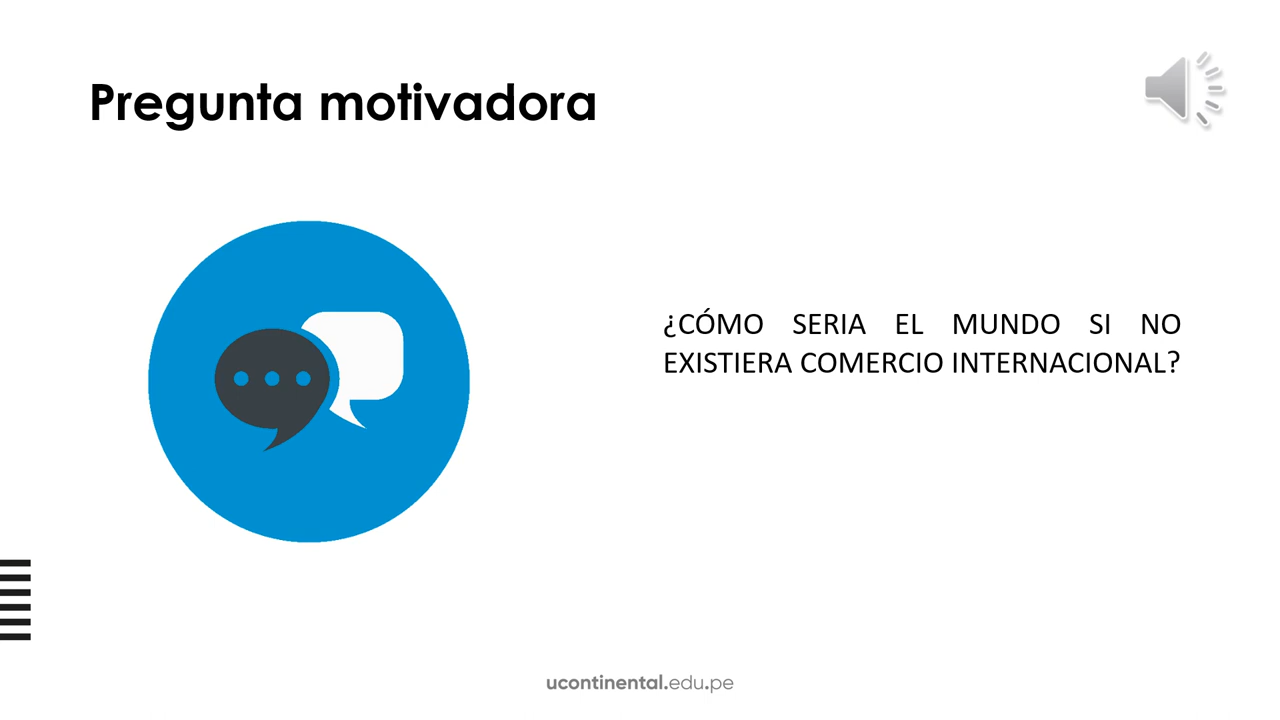 Pregunta motivadora
¿CÓMO SERIA EL MUNDO SI NO
EXISTIERA COMERCIO INTERNACIONAL?
ucontinental.edu.pe